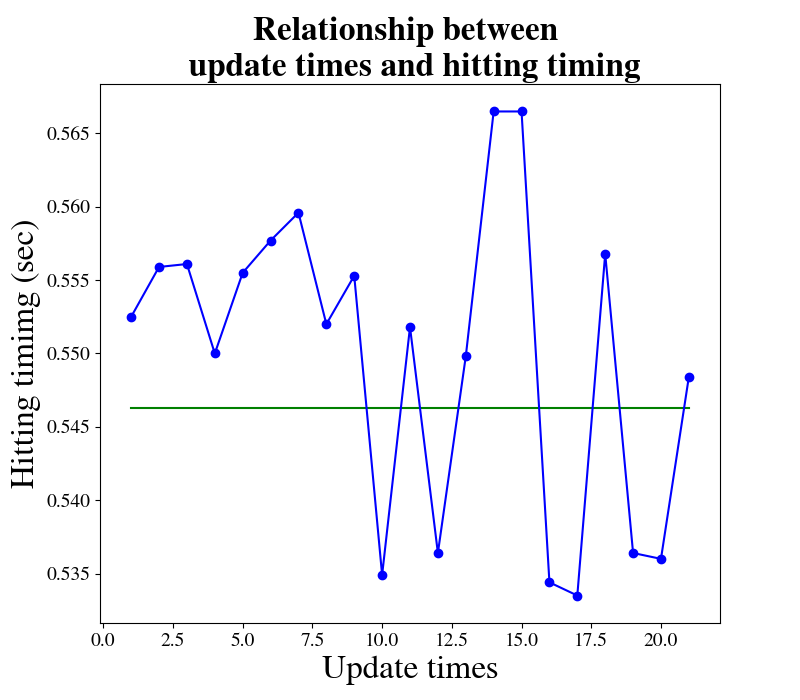 Relationship between
update times and hitting timing
Hitting timimg (sec)
0.565
0.560
0.555
0.550
0.545
0.540
0.535
0.0 2.5 5.0 7.5 10.0 12.5 15.0 17.5 20.0
Update times